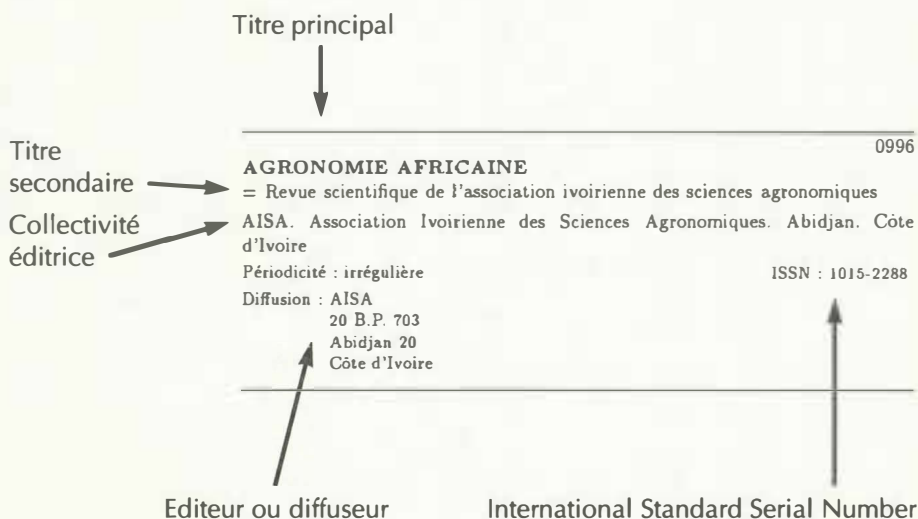 Titre principal
0996
Titre
secondaire
AGRONOMIE AFRICAINE
= Revue scientifique de l'association ivoirienne des sciences agronomiques
Collectivité
éditrice
AISA. Association Ivoirienne des Sciences Agronomiques. Abidjan. Côte
d'Ivoire
Périodicité : irrégulière
ISSN : 1015-2288
Diffusion : AISA
20 B.P. 703
Abidjan 20
Côte d'Ivoire
Editeur ou diffuseur
International Standard Serial Number